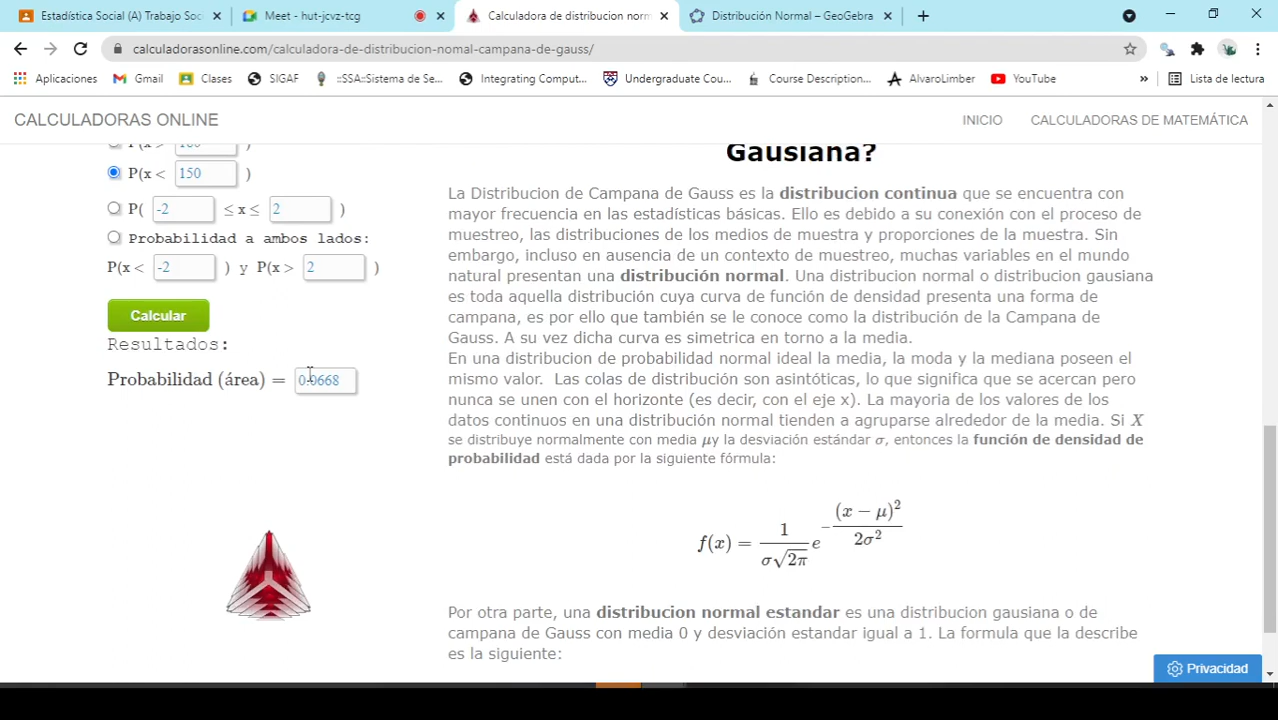 Estadística Social (A) Trabajo Soc
Meet - hut-jcvz-tcg
Calculadora de distribucion norm
Distribución Normal – GeoGebra
calculadorasonline.com/calculadora-de-distribucion-nomal-campana-de-gauss/
Aplicaciones
Gmail
Clases
SIGAF
::SSA::Sistema de Se...
Integrating Comput...
Undergraduate Cou...
Course Description...
AlvaroLimber
YouTube
»
Lista de lectura
CALCULADORAS ONLINE
INICIO
CALCULADORAS DE MATEMÁTICA
P(x <
150
)
P(
-2
≤ x ≤
2
)
Probabilidad a ambos lados:
P(x <
-2
) y P(x >
2
)
Calcular
Resultados:
Probabilidad (área) =
0.0668
Gausiana?
La Distribucion de Campana de Gauss es la distribucion continua que se encuentra con
mayor frecuencia en las estadísticas básicas. Ello es debido a su conexión con el proceso de
muestreo, las distribuciones de los medios de muestra y proporciones de la muestra. Sin
embargo, incluso en ausencia de un contexto de muestreo, muchas variables en el mundo
natural presentan una distribución normal. Una distribucion normal o distribucion gausiana
es toda aquella distribución cuya curva de función de densidad presenta una forma de
campana, es por ello que también se le conoce como la distribución de la Campana de
Gauss. A su vez dicha curva es simetrica en torno a la media.
En una distribucion de probabilidad normal ideal la media, la moda y la mediana poseen el
mismo valor. Las colas de distribución son asintóticas, lo que significa que se acercan pero
nunca se unen con el horizonte (es decir, con el eje x). La mayoria de los valores de los
datos continuos en una distribución normal tienden a agruparse alrededor de la media. Si X
se distribuye normalmente con media μy la desviación estándar σ, entonces la función de densidad de
probabilidad está dada por la siguiente fórmula:
f(x) = 1/(σ√2π) e^−(x − μ)²/2σ²
Por otra parte, una distribucion normal estandar es una distribucion gausiana o de
campana de Gauss con media 0 y desviación estandar igual a 1. La formula que la describe
es la siguiente:
Privacidad